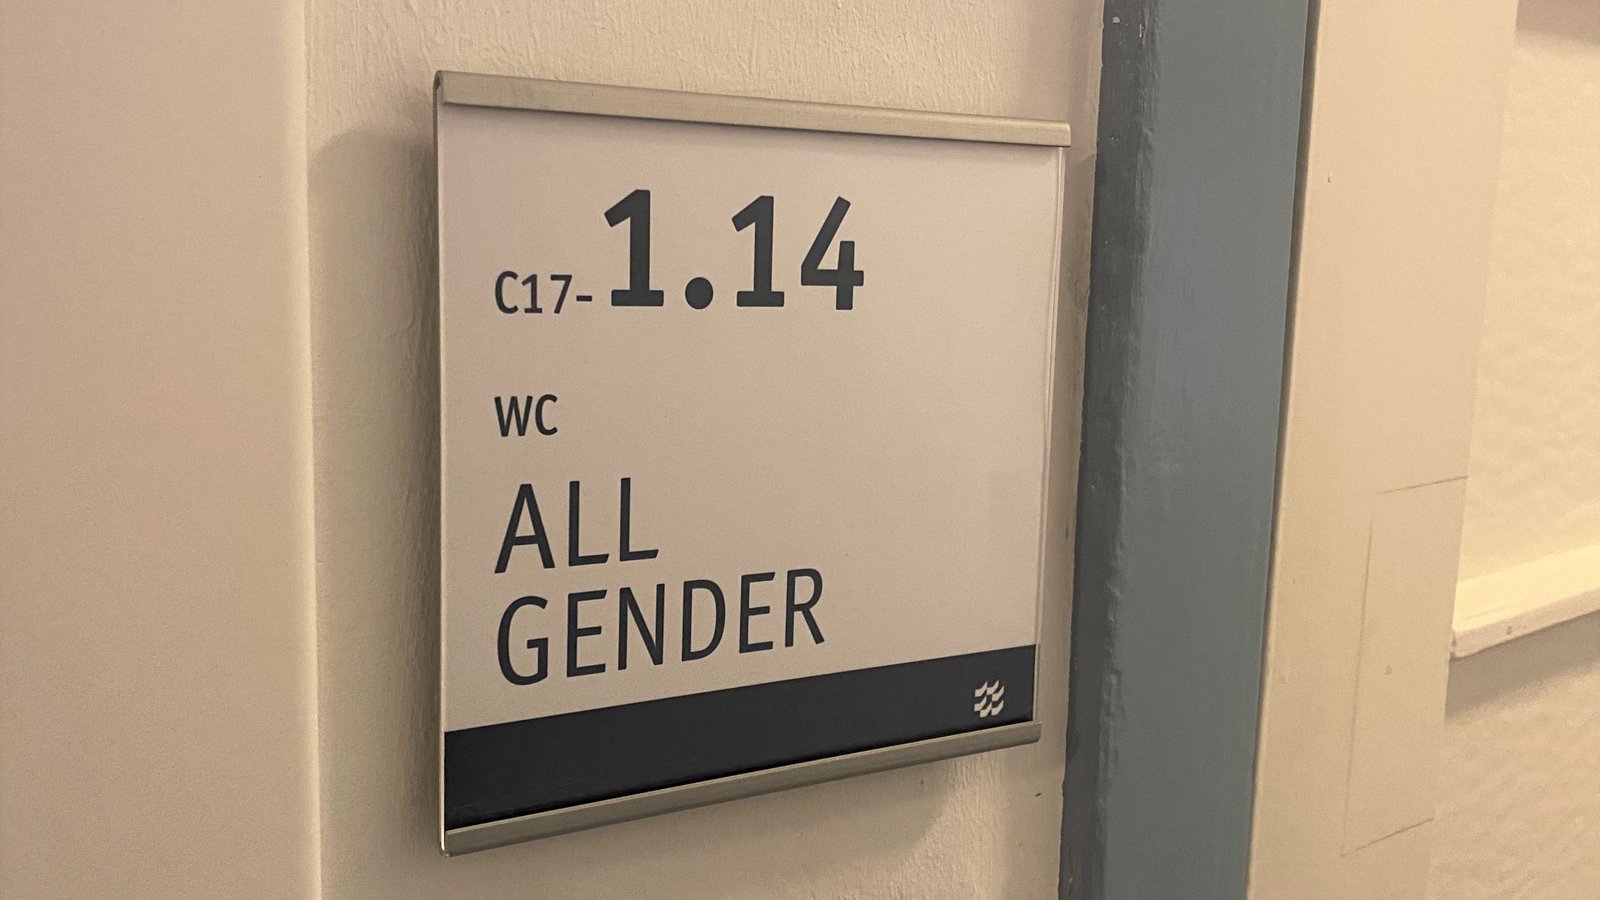 C17-1.14
WC
ALL
GENDER